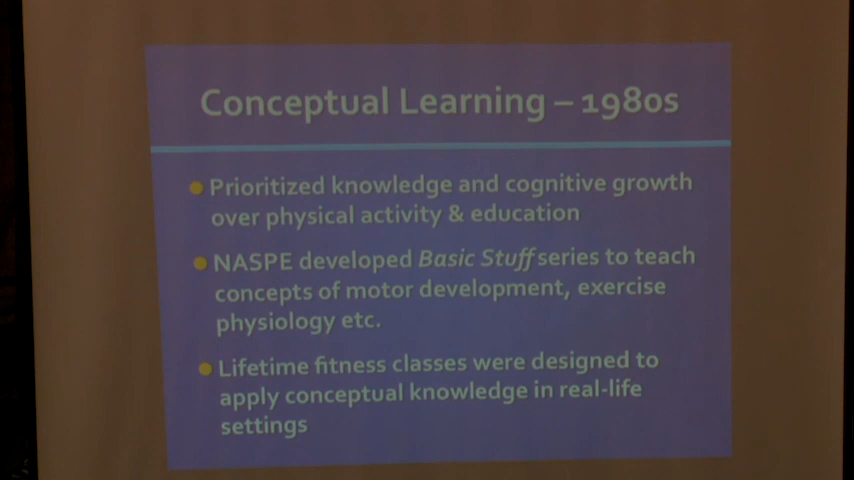 Conceptual Learning – 1980s
Prioritized knowledge and cognitive growth
over physical activity & education
NASPE developed Basic Stuff series to teach
concepts of motor development, exercise
physiology etc.
Lifetime fitness classes were designed to
apply conceptual knowledge in real-life
settings